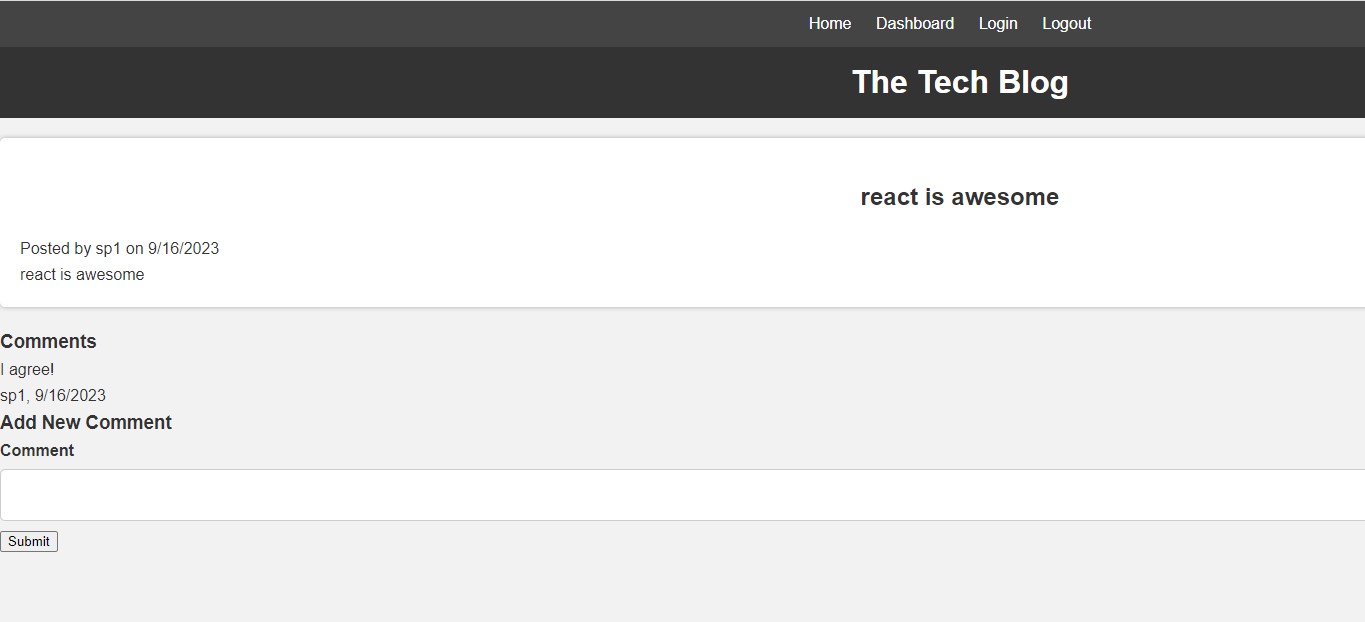 Home Dashboard Login Logout
The Tech Blog
react is awesome
Posted by sp1 on 9/16/2023
react is awesome
Comments
I agree!
sp1, 9/16/2023
Add New Comment
Comment
Submit